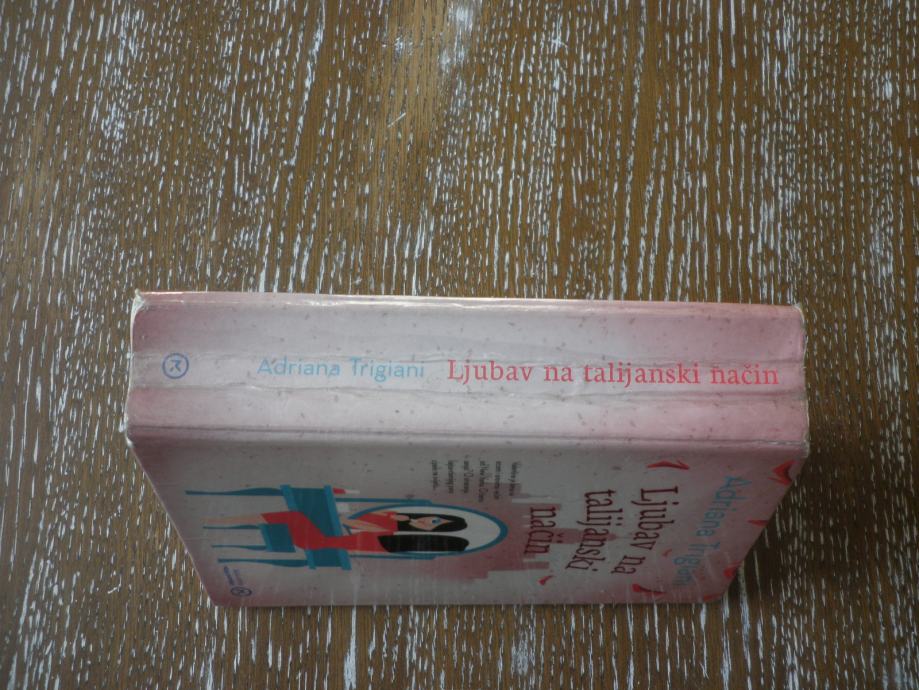 Adriana Trigiani Ljubav na talijanski način
Adriana Trigiani
Ljubav na
talijanski
način